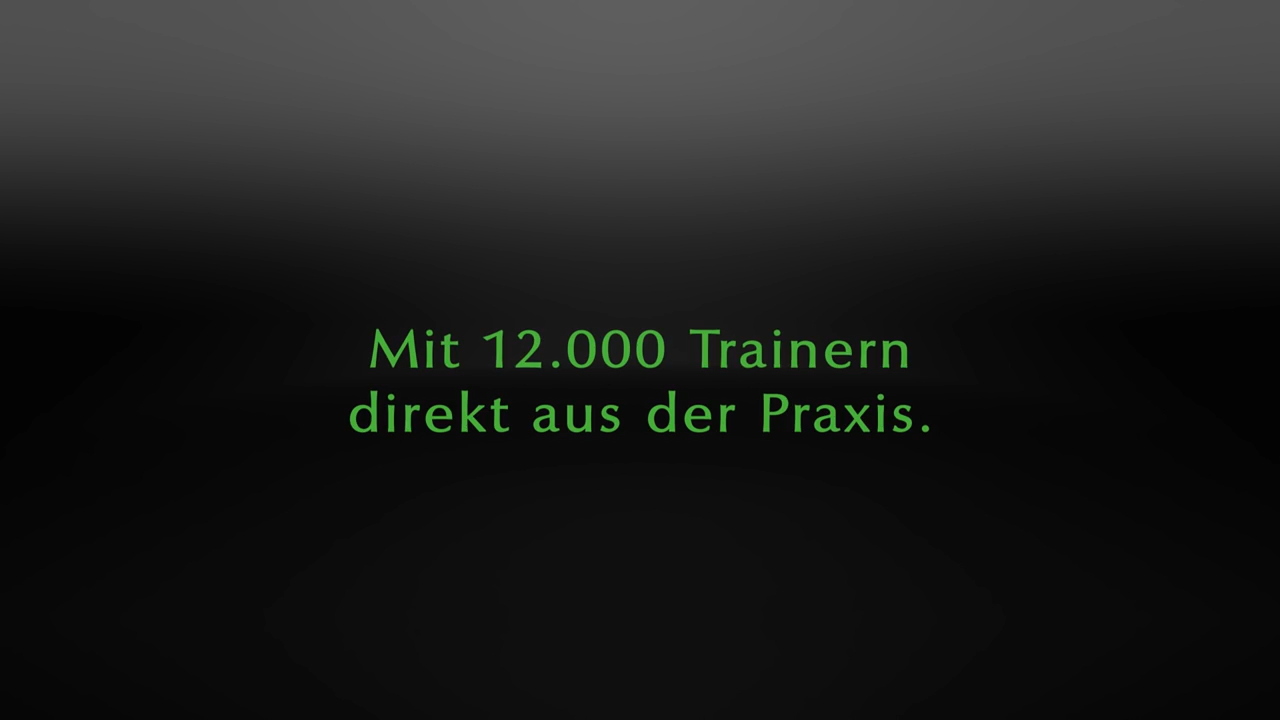 Mit 12.000 Trainern
direkt aus der Praxis.